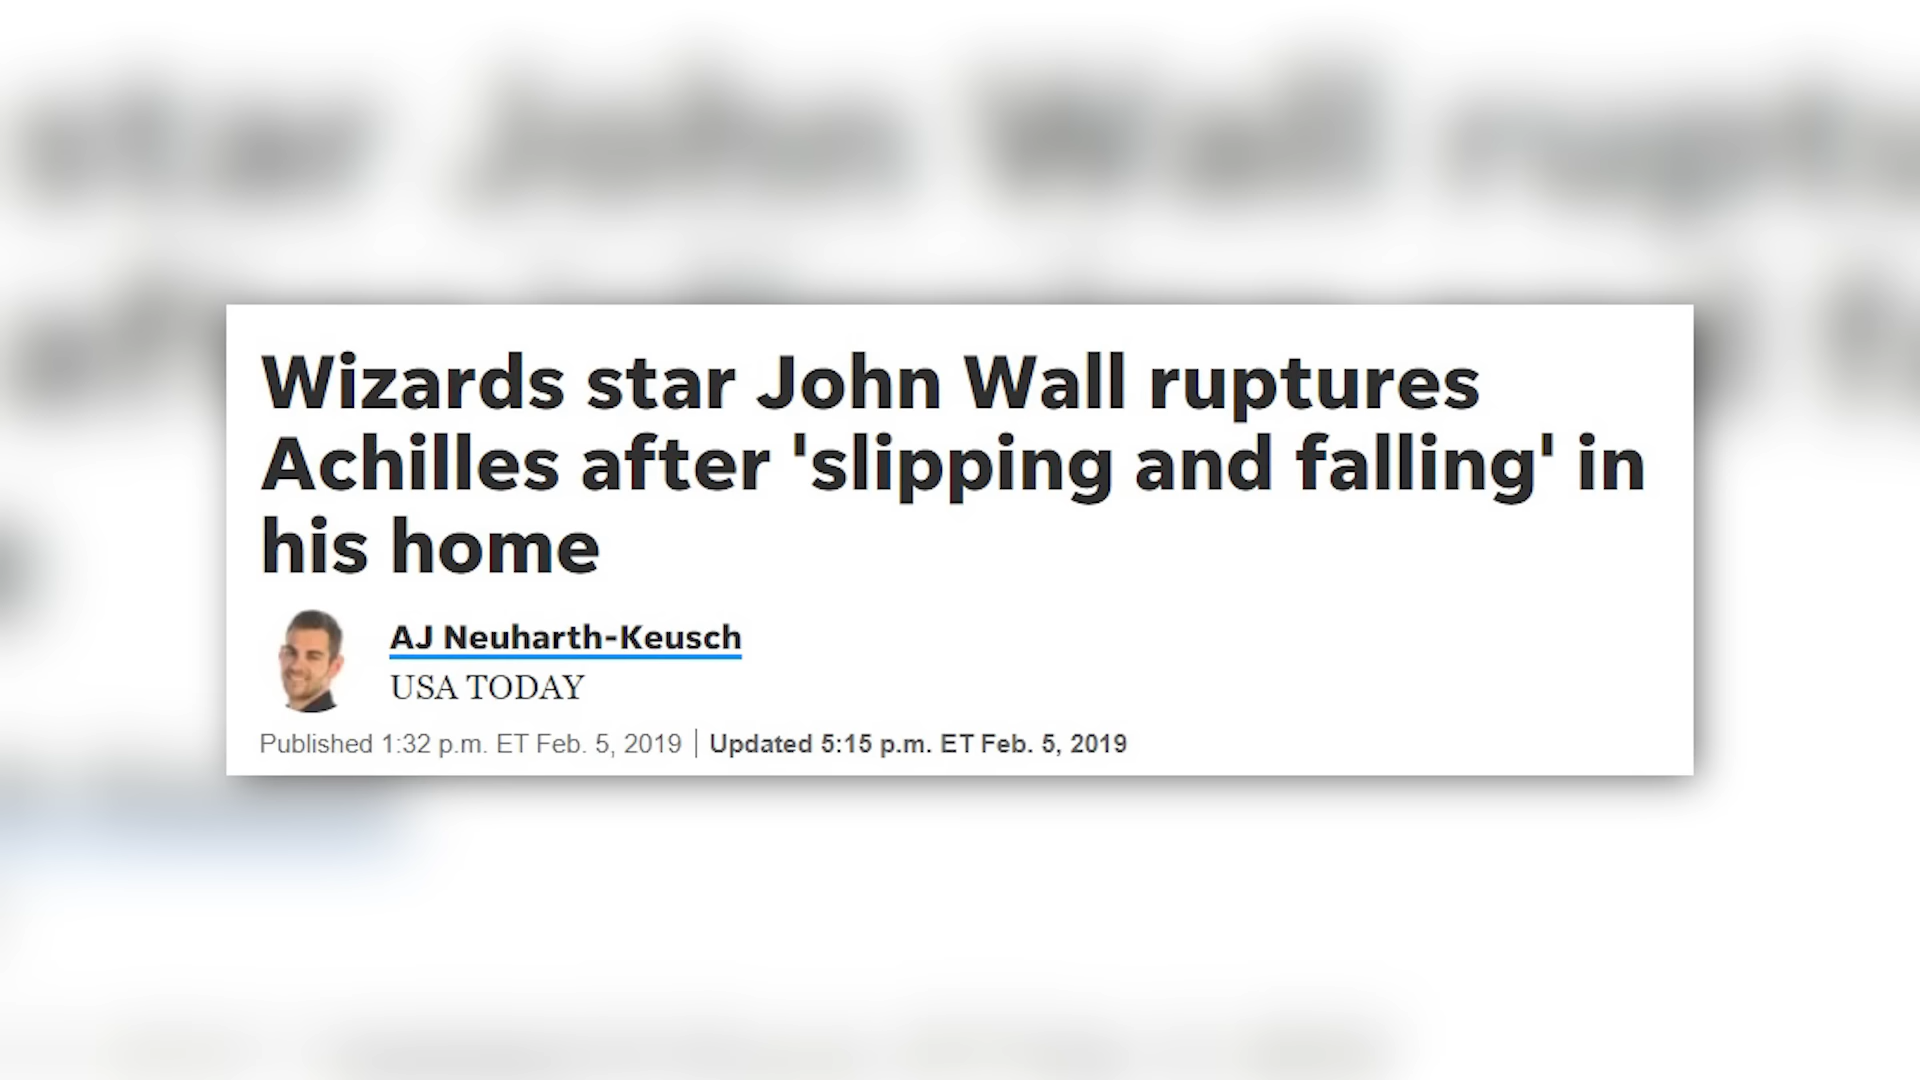 Wizards star John Wall ruptures
Achilles after 'slipping and falling' in
his home
AJ Neuharth-Keusch
USA TODAY
Published 1:32 p.m. ET Feb. 5, 2019 | Updated 5:15 p.m. ET Feb. 5, 2019